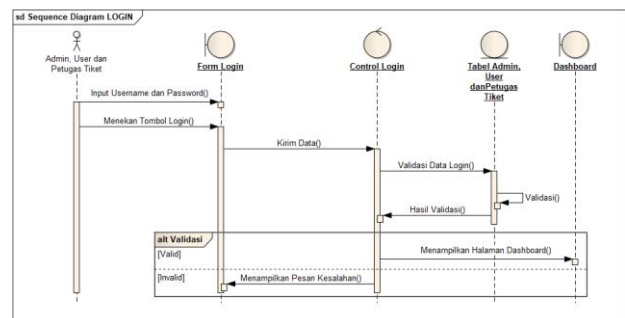 sd Sequence Diagram LOGIN
Admin, User dan
Petugas Tiket
Form Login
Control Login
Tabel Admin,
User
danPetugas
Tiket
Dashboard
Input Username dan Password()
Menekan Tombol Login()
Kirim Data()
Validasi Data Login()
Validasi()
Hasil Validasi()
alt Validasi
[Valid]
Menampilkan Halaman Dashboard()
[Invalid]
Menampilkan Pesan Kesalahan()